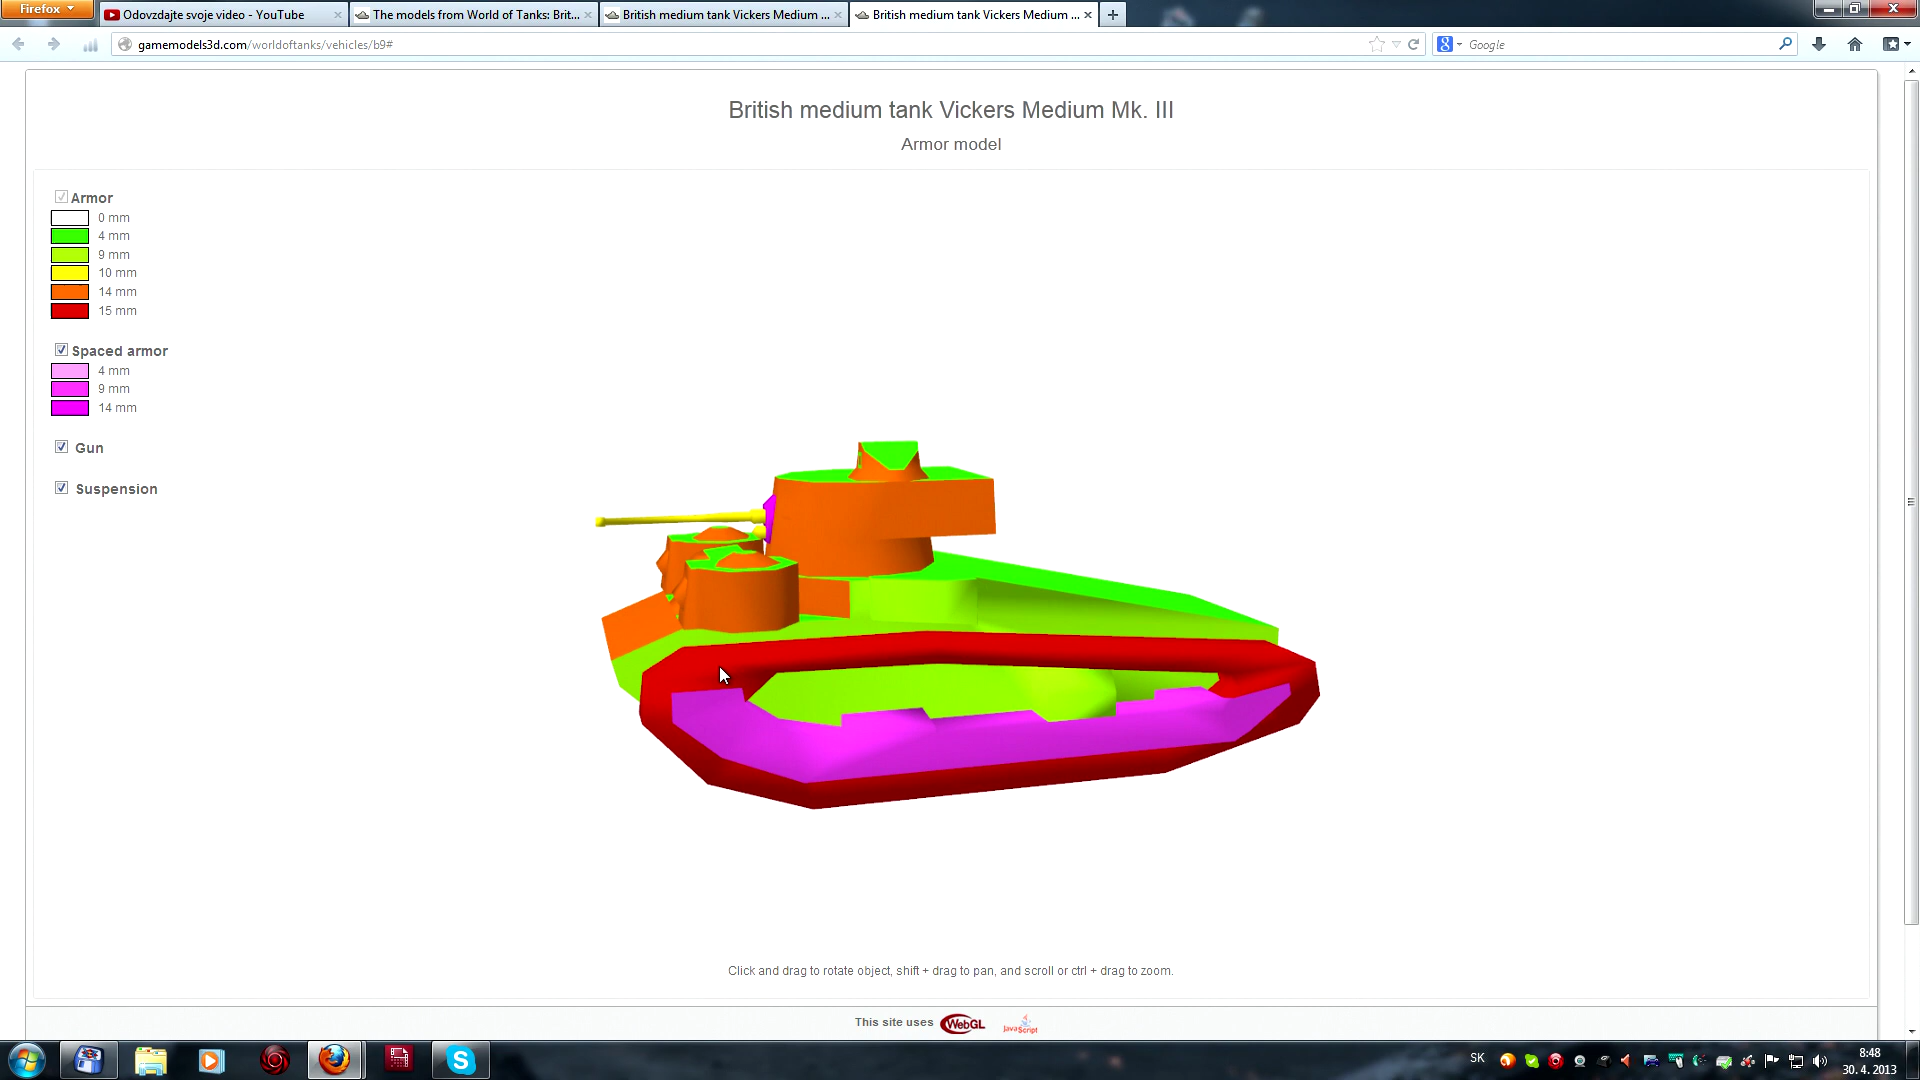 Firefox
Odovzdajte svoje video - YouTube
The models from World of Tanks: Brit...
British medium tank Vickers Medium ...
British medium tank Vickers Medium ...
gamemodels3d.com/worldoftanks/vehicles/b9#
Google
British medium tank Vickers Medium Mk. III
Armor model
Armor
0 mm
4 mm
9 mm
10 mm
14 mm
15 mm
Spaced armor
4 mm
9 mm
14 mm
Gun
Suspension
Click and drag to rotate object, shift + drag to pan, and scroll or ctrl + drag to zoom.
This site uses WebGL JavaScript
SK
8:48
30. 4. 2013